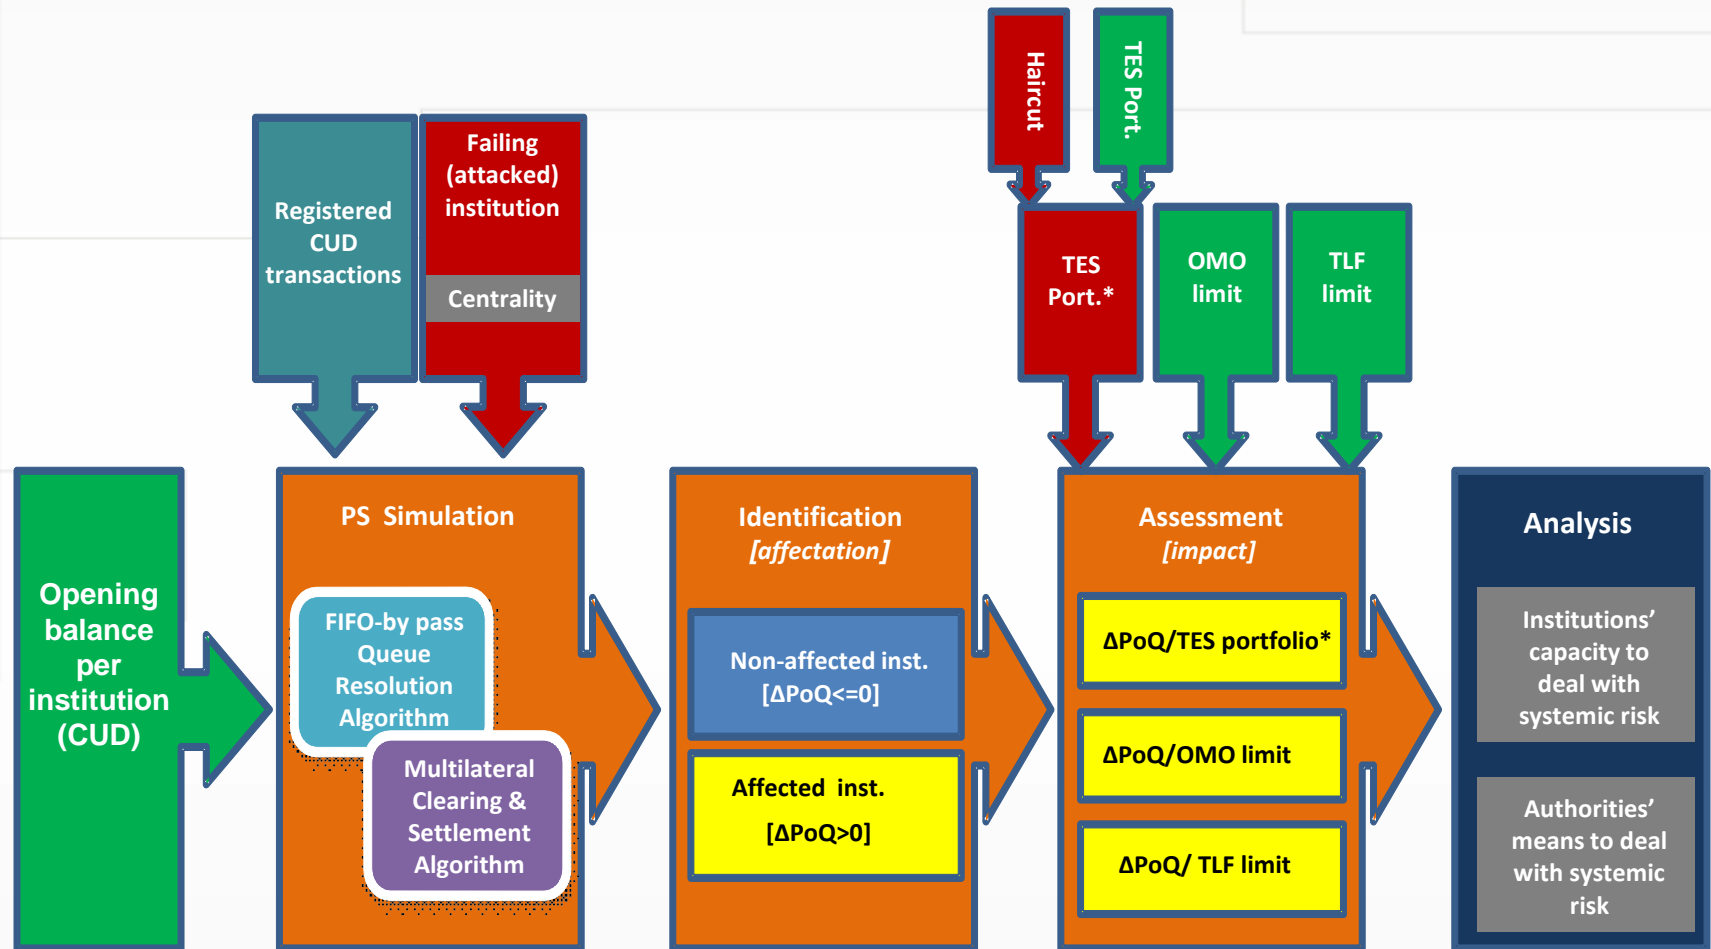 Haircut
TES Port.
Registered
CUD
transactions
Failing
(attacked)
institution
Centrality
TES
Port.*
OMO
limit
TLF
limit
Opening
balance
per
institution
(CUD)
PS  Simulation
FIFO-by pass
Queue
Resolution
Algorithm
Multilateral
Clearing &
Settlement
Algorithm
Identification
[affectation]
Non-affected inst.
[ΔPoQ<=0]
Affected  inst.
[ΔPoQ>0]
Assessment
[impact]
ΔPoQ/TES portfolio*
ΔPoQ/OMO limit
ΔPoQ/ TLF limit
Analysis
Institutions’
capacity to
deal with
systemic risk
Authorities’
means to deal
with systemic
risk